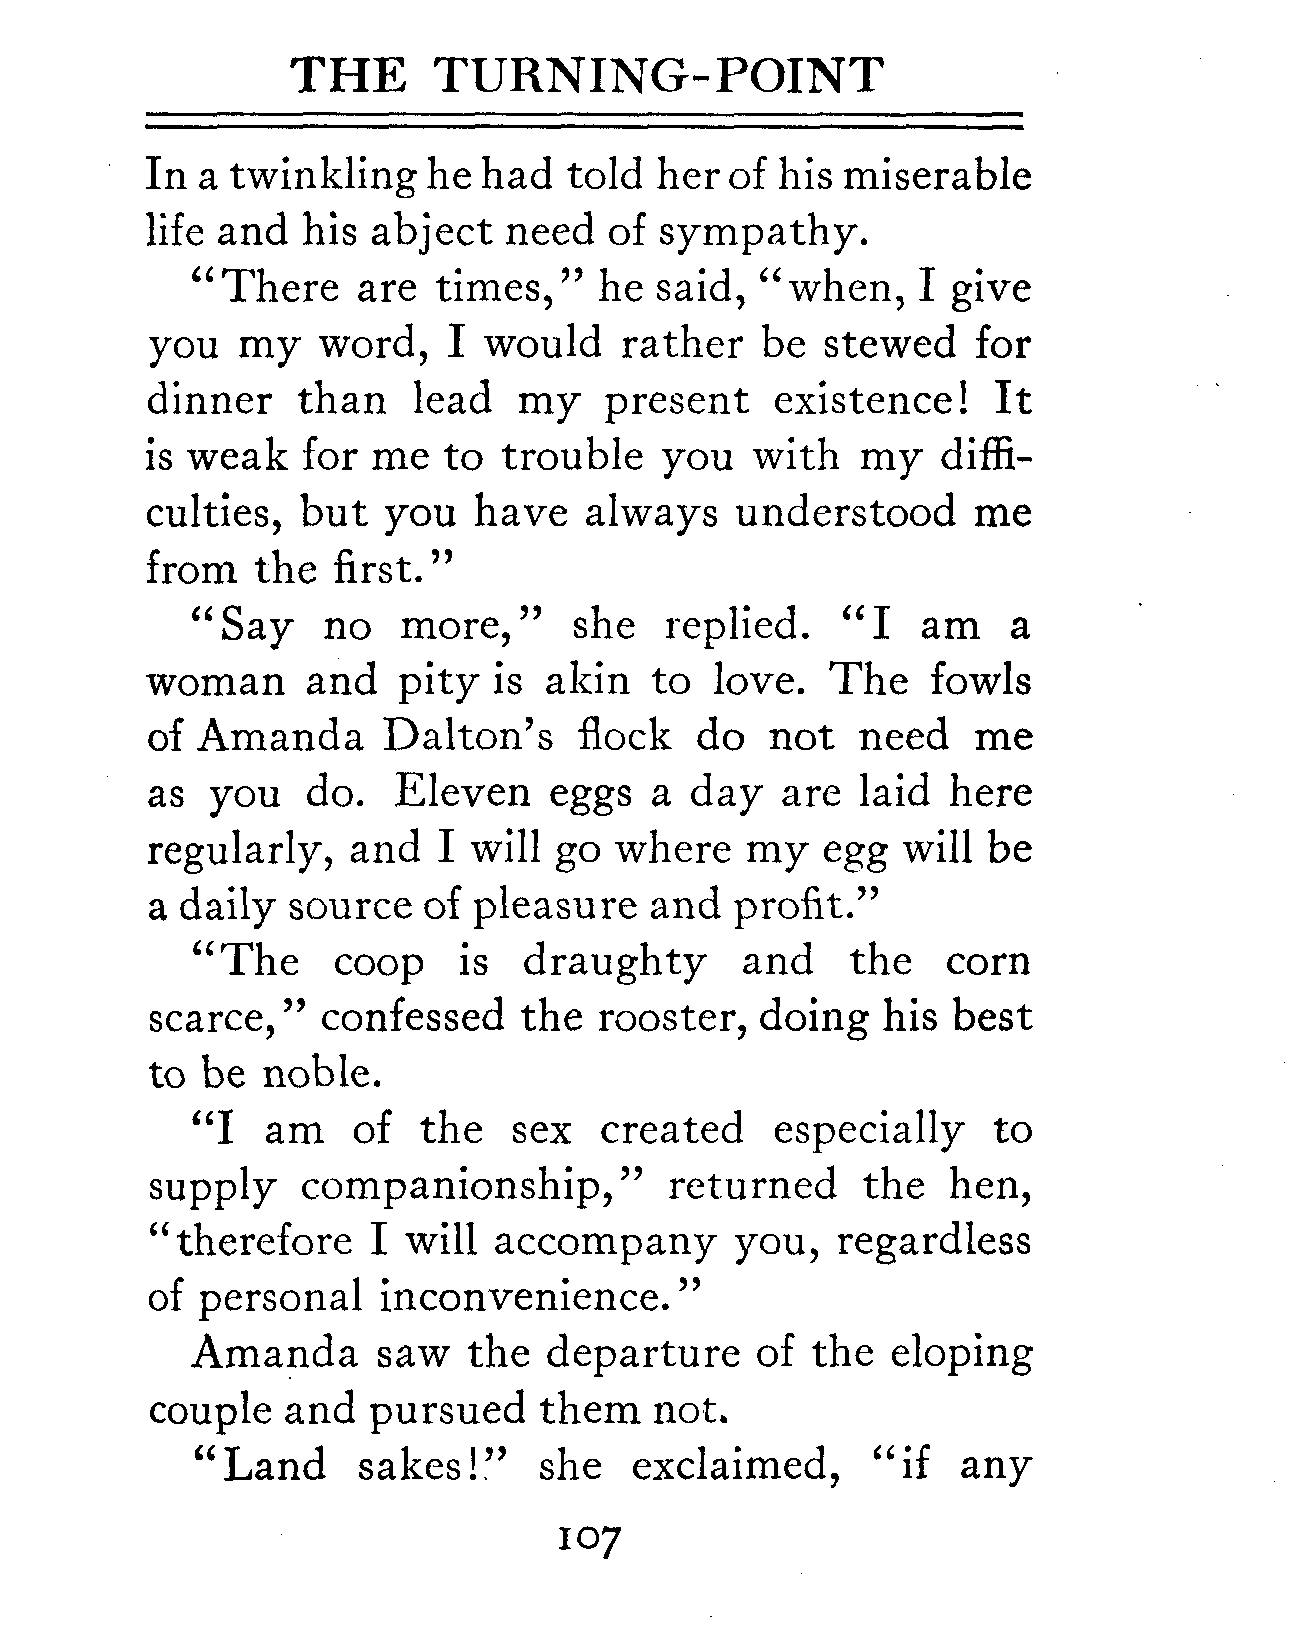 THE TURNING-POINT
In a twinkling he had told her of his miserable
life and his abject need of sympathy.
"There are times," he said, "when, I give
you my word, I would rather be stewed for
dinner than lead my present existence! It
is weak for me to trouble you with my diffi-
culties, but you have always understood me
from the first."
"Say no more," she replied. "I am a
woman and pity is akin to love. The fowls
of Amanda Dalton's flock do not need me
as you do. Eleven eggs a day are laid here
regularly, and I will go where my egg will be
a daily source of pleasure and profit."
"The coop is draughty and the corn
scarce," confessed the rooster, doing his best
to be noble.
"I am of the sex created especially to
supply companionship," returned the hen,
"therefore I will accompany you, regardless
of personal inconvenience."
Amanda saw the departure of the eloping
couple and pursued them not.
"Land sakes!" she exclaimed, "if any
107